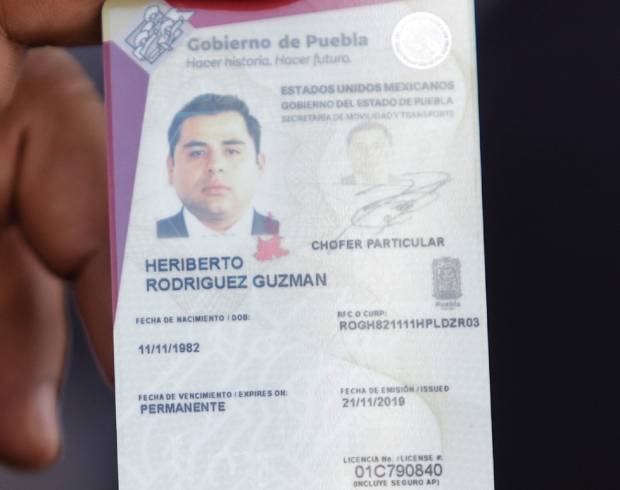 Gobierno de Puebla
Hacer historia. Hacer futuro.
ESTADOS UNIDOS MEXICANOS
GOBIERNO DEL ESTADO DE PUEBLA
SECRETARÍA DE MOVILIDAD Y TRANSPORTE
CHOFER PARTICULAR
HERIBERTO
RODRIGUEZ GUZMAN
Puebla
FECHA DE NACIMIENTO / DOB:
11/11/1982
RFC O CURP:
ROGH821111HPLDZR03
FECHA DE VENCIMIENTO / EXPIRES ON:
PERMANENTE
FECHA DE EMISIÓN / ISSUED
21/11/2019
LICENCIA No. / LICENSE #:
01C790840
(INCLUYE SEGURO AP)